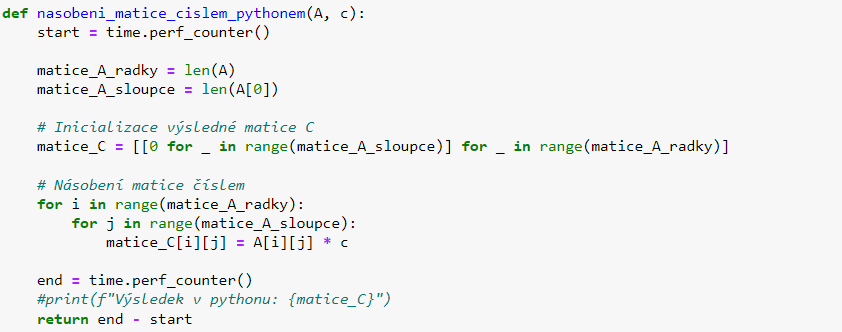 def nasobeni_matice_cislem_pythonem(A, c):
    start = time.perf_counter()
    matice_A_radky = len(A)
    matice_A_sloupce = len(A[0])
    # Inicializace výsledné matice C
    matice_C = [[0 for _ in range(matice_A_sloupce)] for _ in range(matice_A_radky)]
    # Násobení matice číslem
    for i in range(matice_A_radky):
        for j in range(matice_A_sloupce):
            matice_C[i][j] = A[i][j] * c
    end = time.perf_counter()
    #print(f"Výsledek v pythonu: {matice_C}")
    return end - start